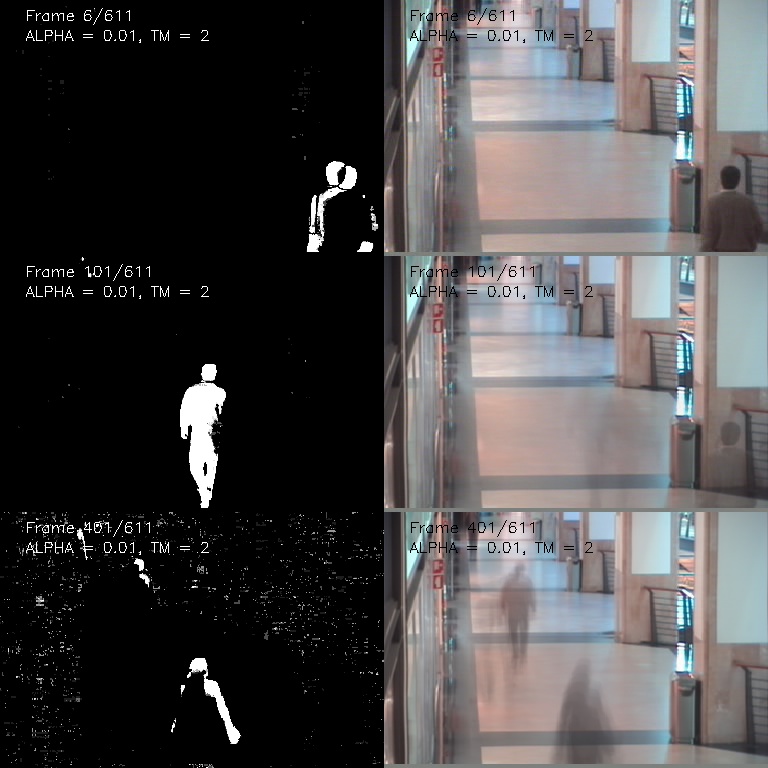 Frame 6/611
ALPHA = 0.01, TM = 2
Frame 6/611
ALPHA = 0.01, TM = 2
Frame 101/611
ALPHA = 0.01, TM = 2
Frame 101/611
ALPHA = 0.01, TM = 2
Frame 401/611
ALPHA = 0.01, TM = 2
Frame 401/611
ALPHA = 0.01, TM = 2